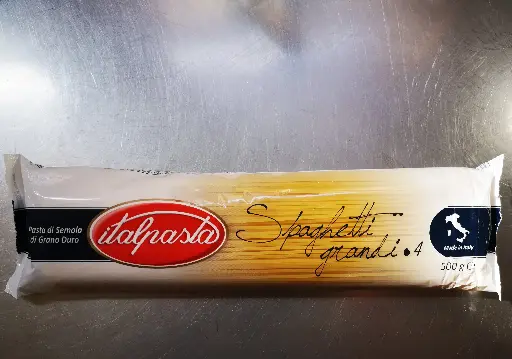 Pasta di Semola
di Grano Duro
italpasta
Spaghetti
grandi • 4
Made in Italy
500 g ℮